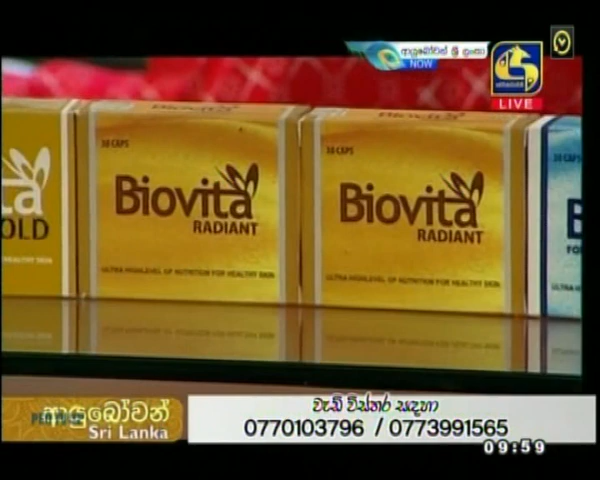 ආයුබෝවන් ශ්‍රී ලංකා
NOW
LIVE
30 CAPS
Biovita
RADIANT
ULTRA HIGHLEVEL OF NUTRITION FOR HEALTHY SKIN
30 CAPS
Biovita
RADIANT
ULTRA HIGHLEVEL OF NUTRITION FOR HEALTHY SKIN
OLD
HEALTHY SKIN
30 CAPS
ආයුබෝවන්
Sri Lanka
වැඩි විස්තර සඳහා
0770103796 / 0773991565
09:59